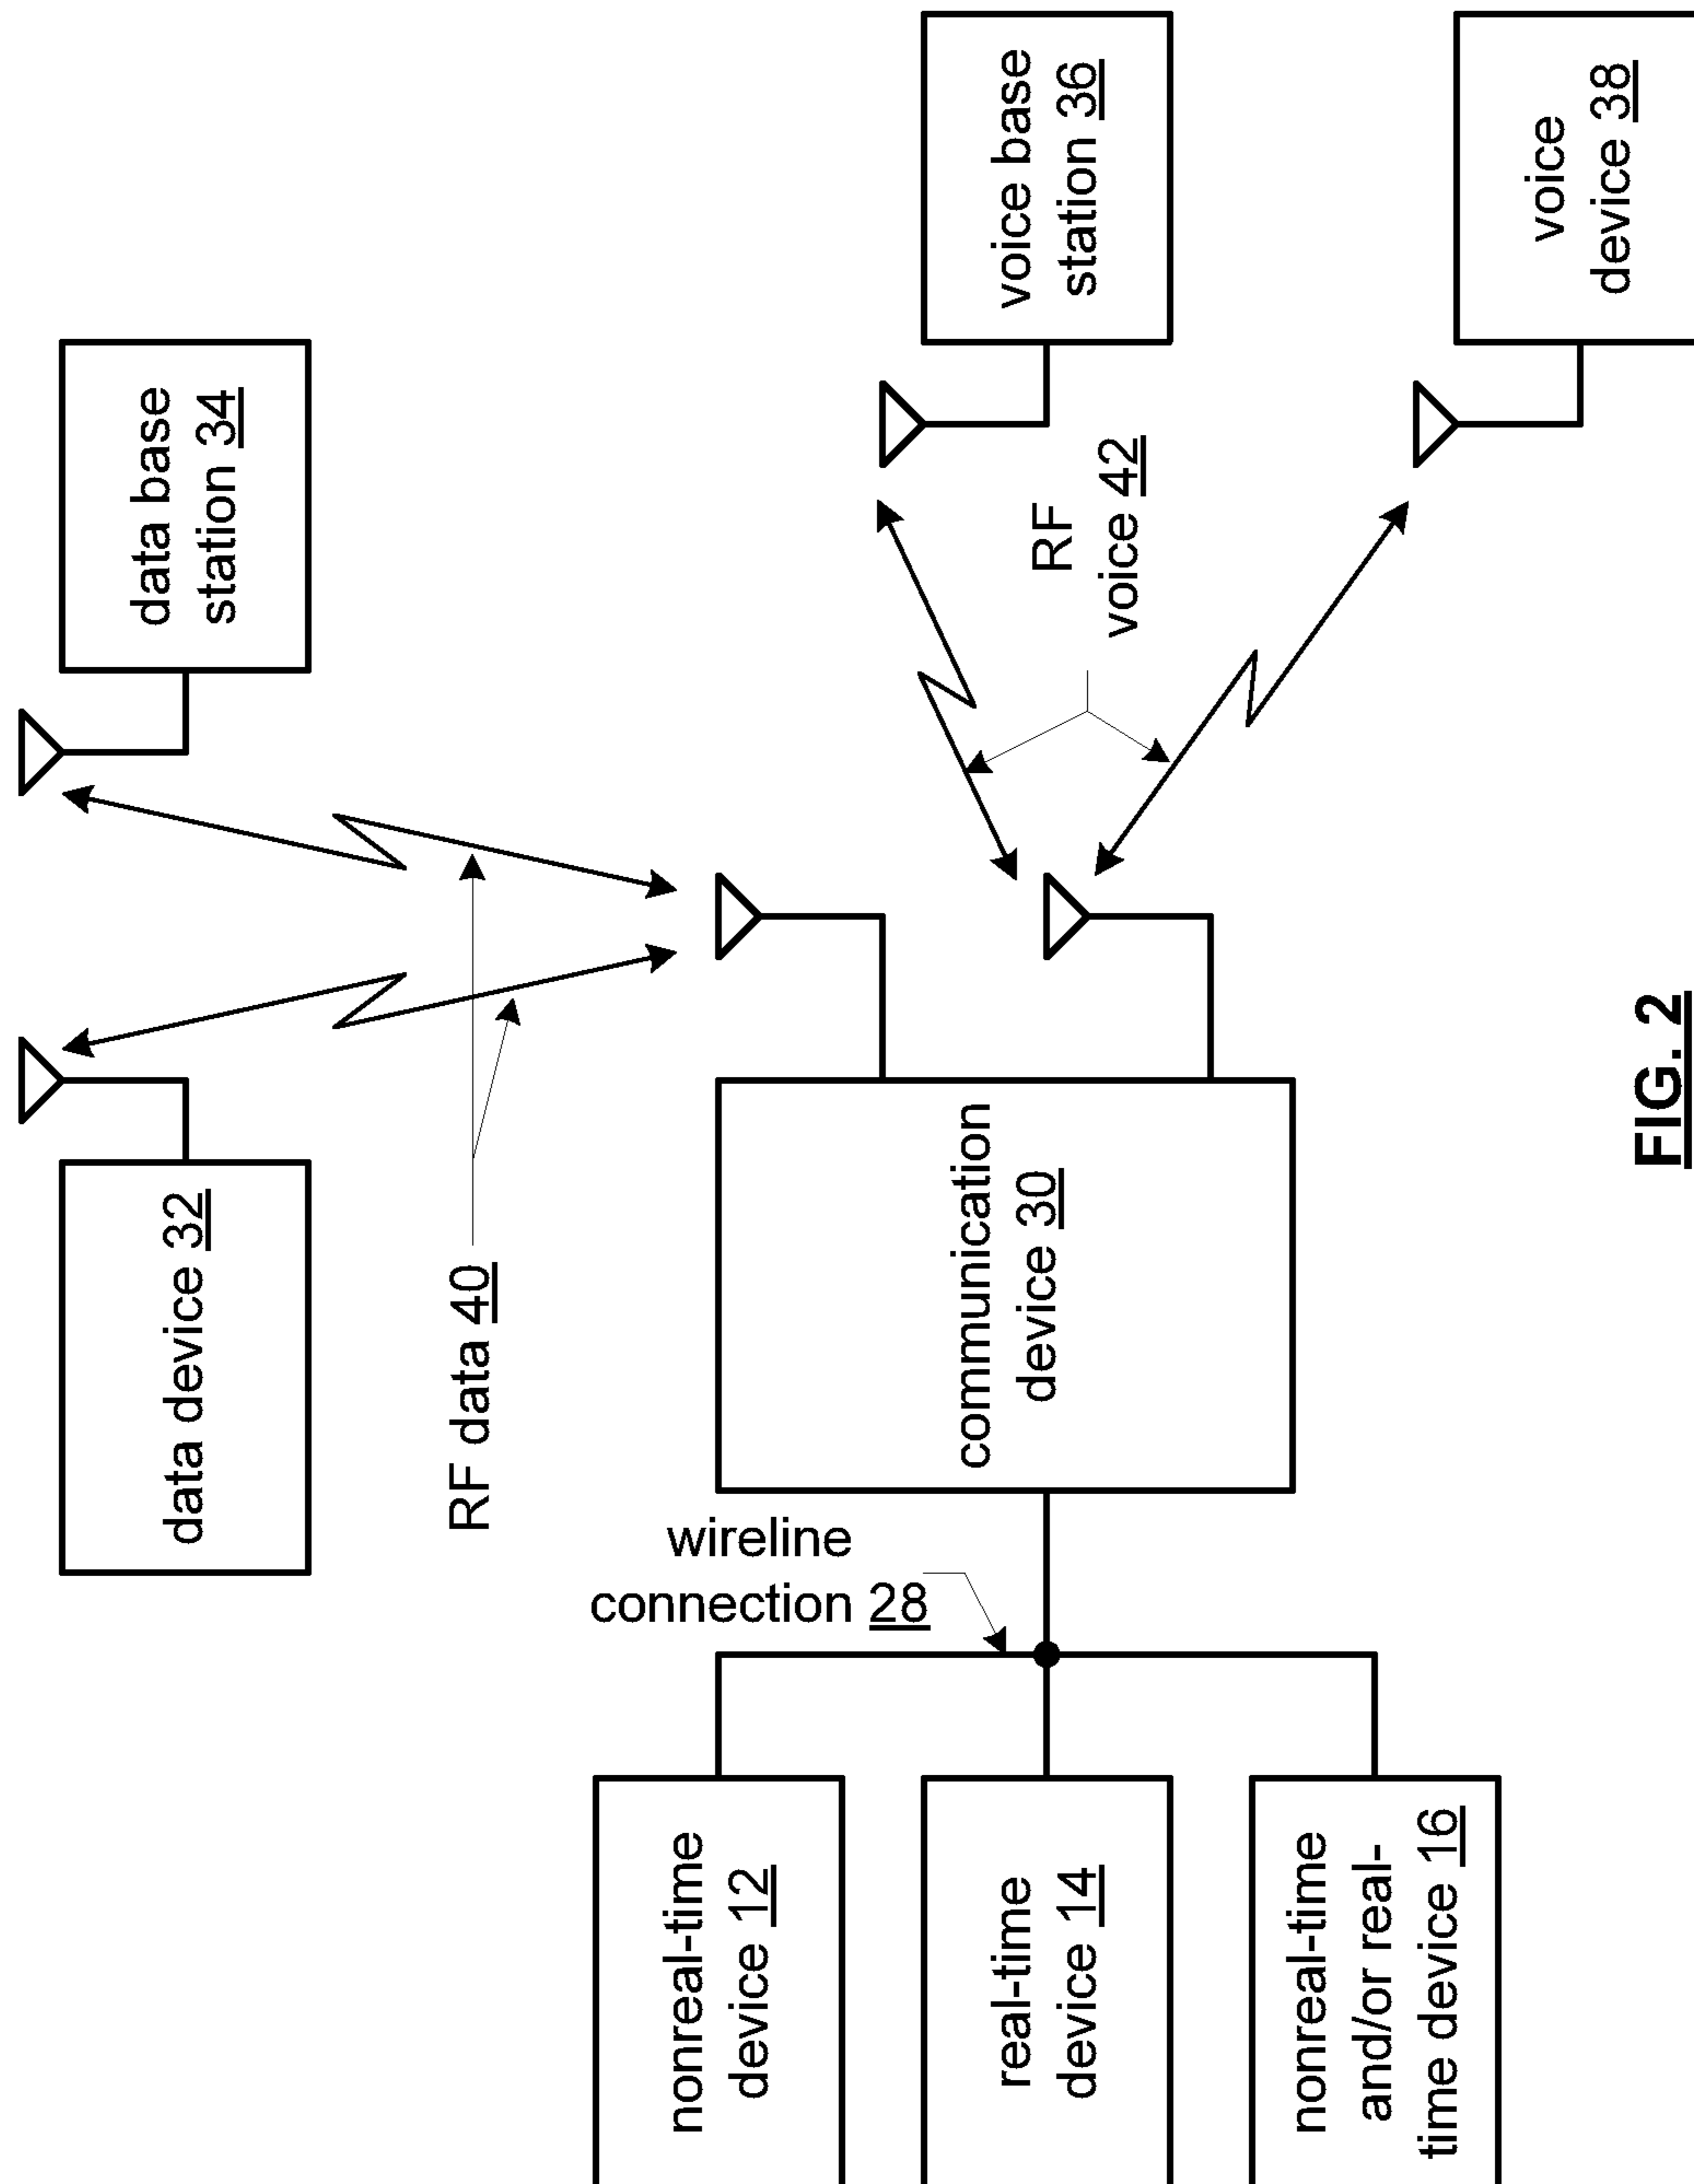 data device 32
data base
station 34
RF data 40
wireline
connection 28
nonreal-time
device 12
real-time
device 14
nonreal-time
and/or real-
time device 16
communication
device 30
RF
voice 42
voice base
station 36
voice
device 38
FIG. 2